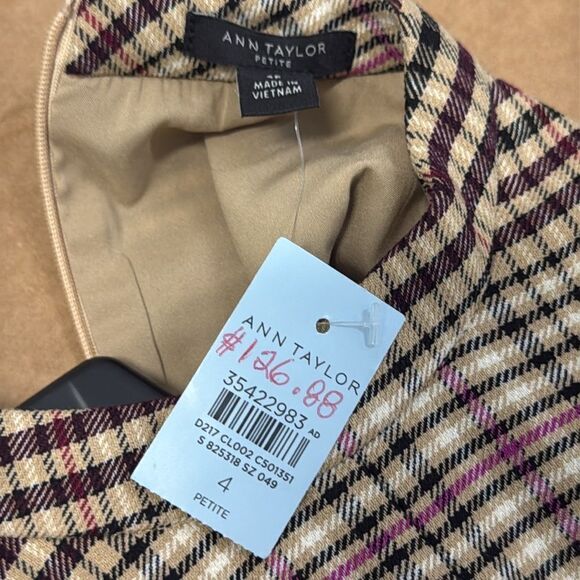 ANN TAYLOR
PETITE
MADE IN
VIETNAM
ANN TAYLOR
#126.88
35422983 AD
D217 CL002 CS01351
S 825318 SZ 049
4
PETITE